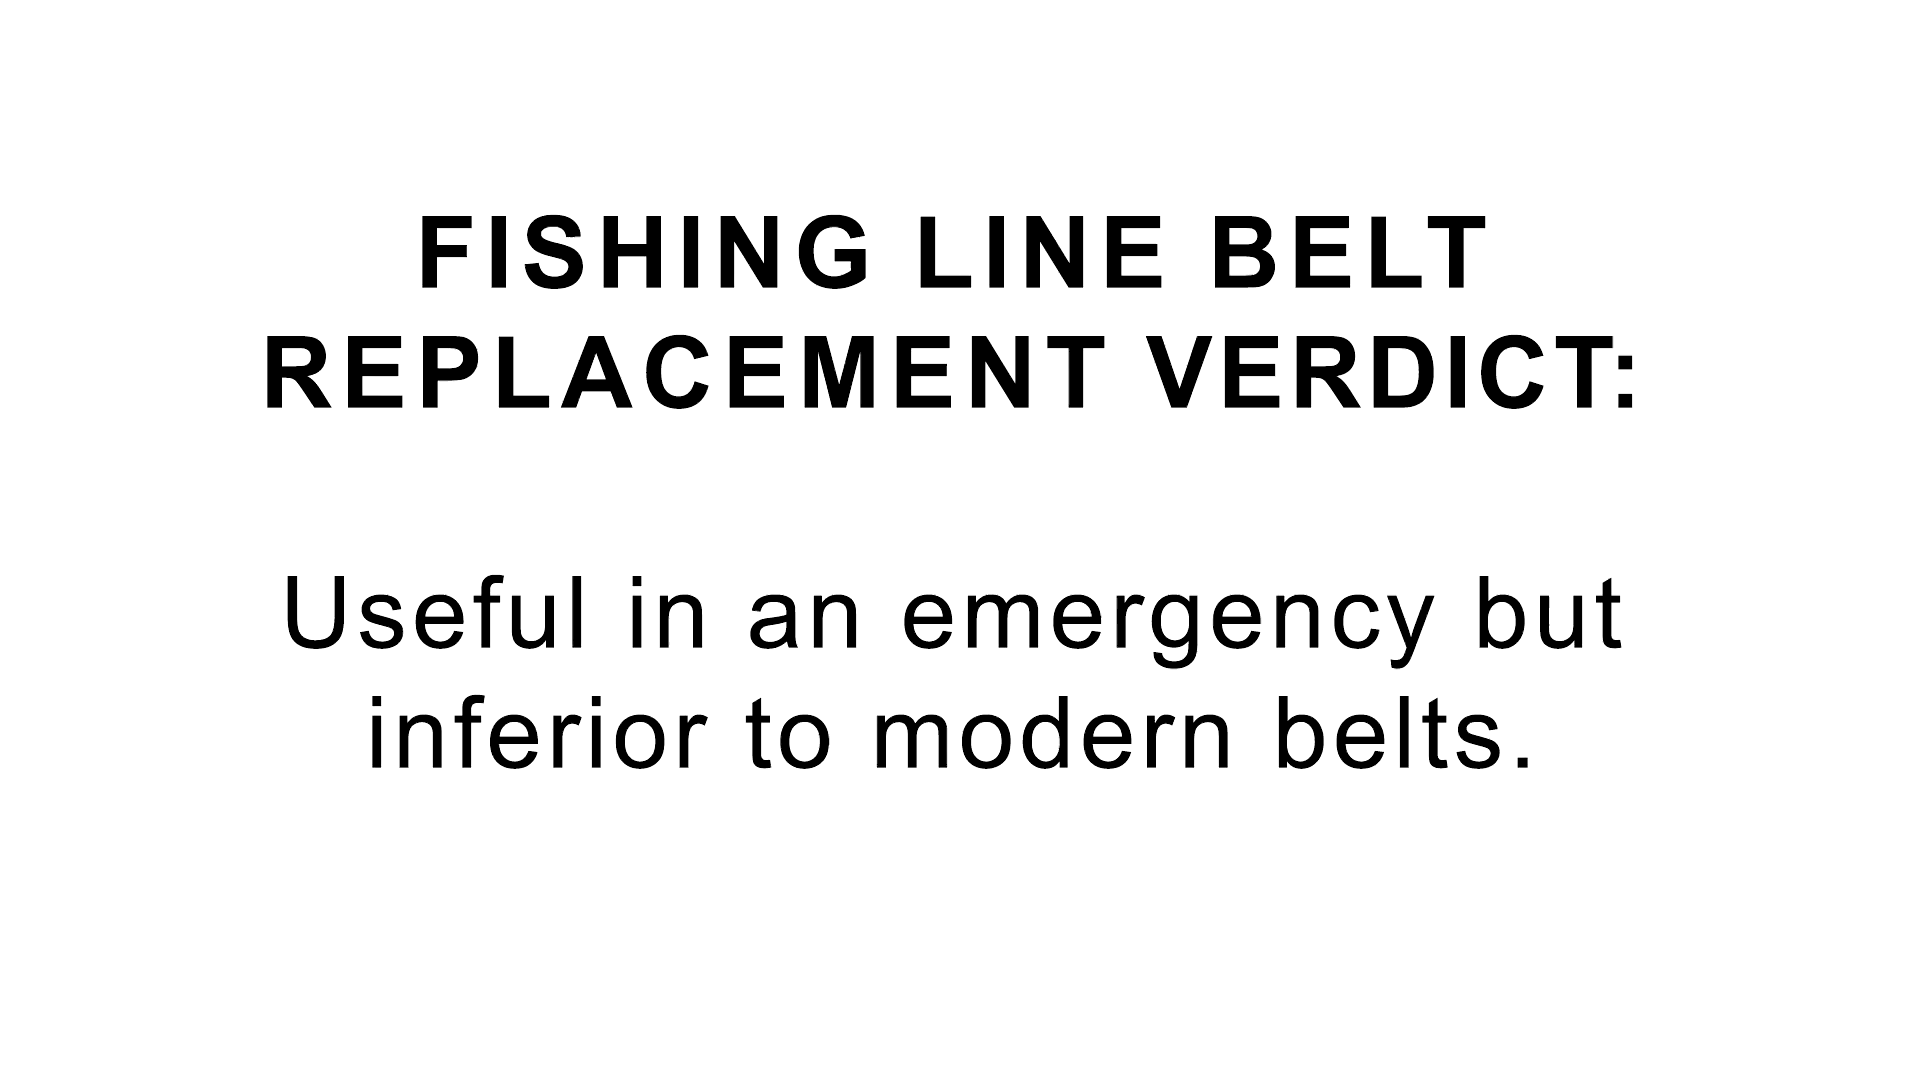 FISHING LINE BELT
REPLACEMENT VERDICT:
Useful in an emergency but
inferior to modern belts.